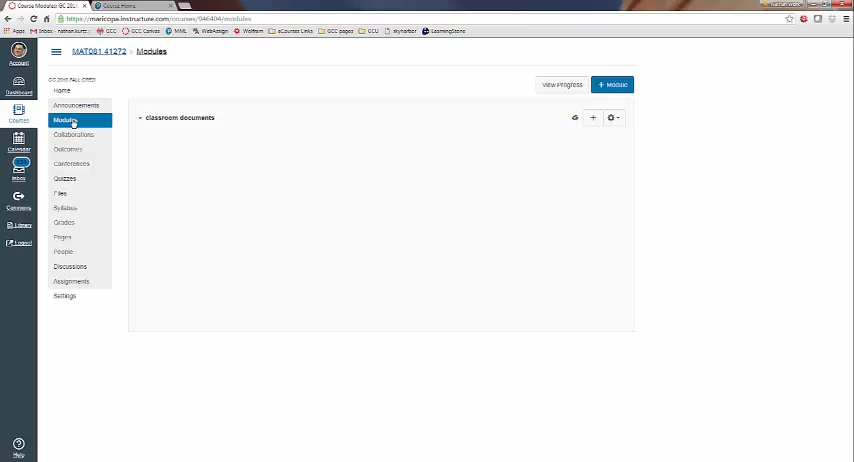 Course Modules: GC 201
Course Home
https://maricopa.instructure.com/courses/946404/modules
Apps
Inbox - nathan.kurtz
GCC
GCC Canvas
MML
WebAssign
Wolfram
eCourses Links
GCC pages
GCU
skyharbor
LearningStone
MAT081 41272 › Modules
Account
Dashboard
Courses
Calendar
Inbox
Commons
Library
Logout
Help
GC 2016 FALL CRED
Home
Announcements
Modules
Collaborations
Outcomes
Conferences
Quizzes
Files
Syllabus
Grades
Pages
People
Discussions
Assignments
Settings
View Progress
+ Module
classroom documents